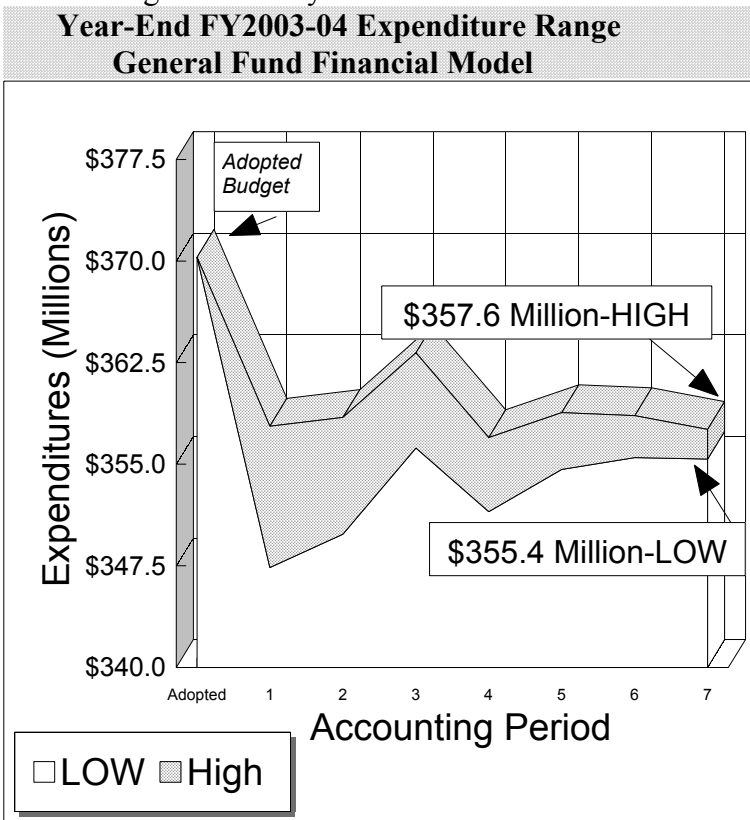 Year-End FY2003-04 Expenditure Range
General Fund Financial Model
$377.5
Adopted
Budget
$370.0
$357.6 Million-HIGH
$362.5
Expenditures (Millions)
$355.0
$355.4 Million-LOW
$347.5
$340.0
Adopted 1 2 3 4 5 6 7
Accounting Period
LOW High